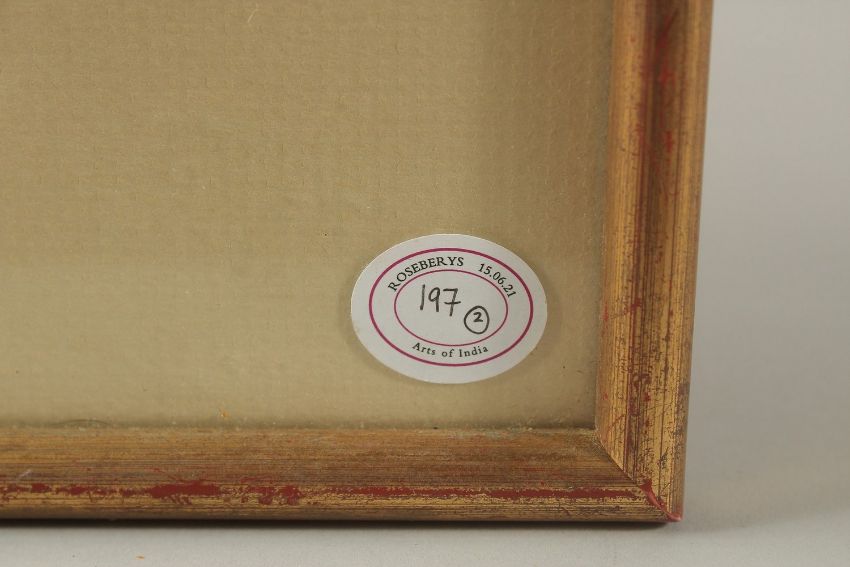 ROSEBERYS 15.06.21
197 2
Arts of India